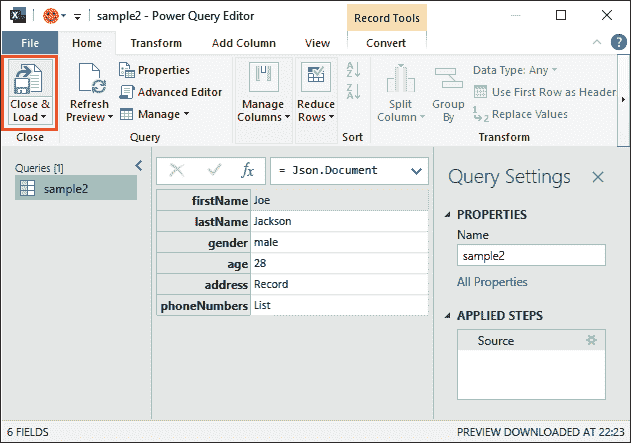 sample2 - Power Query Editor
Record Tools
File
Home
Transform
Add Column
View
Convert
Close &
Load
Close
Refresh
Preview
Properties
Advanced Editor
Manage
Query
Manage
Columns
Reduce
Rows
A
Z
Z
A
Sort
Split
Column
Group
By
Data Type: Any
Use First Row as Header
1
2
Replace Values
Transform
Queries [1]
sample2
fx
= Json.Document
firstName Joe
lastName Jackson
gender male
age 28
address Record
phoneNumbers List
Query Settings
PROPERTIES
Name
sample2
All Properties
APPLIED STEPS
Source
6 FIELDS
PREVIEW DOWNLOADED AT 22:23